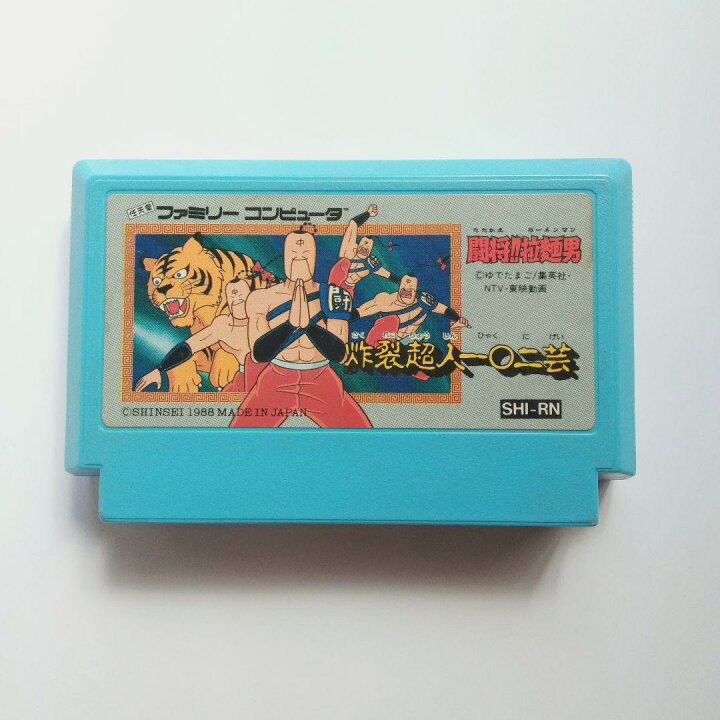 任天堂 ファミリー コンピュータ
たたかえ ラーメンマン
闘将!!拉麵男
©ゆでたまご/集英社・
NTV・東映動画
闘
さく れつ ちょう じん ひゃく に げい
炸裂超人一〇二芸
©SHINSEI 1988 MADE IN JAPAN
SHI-RN